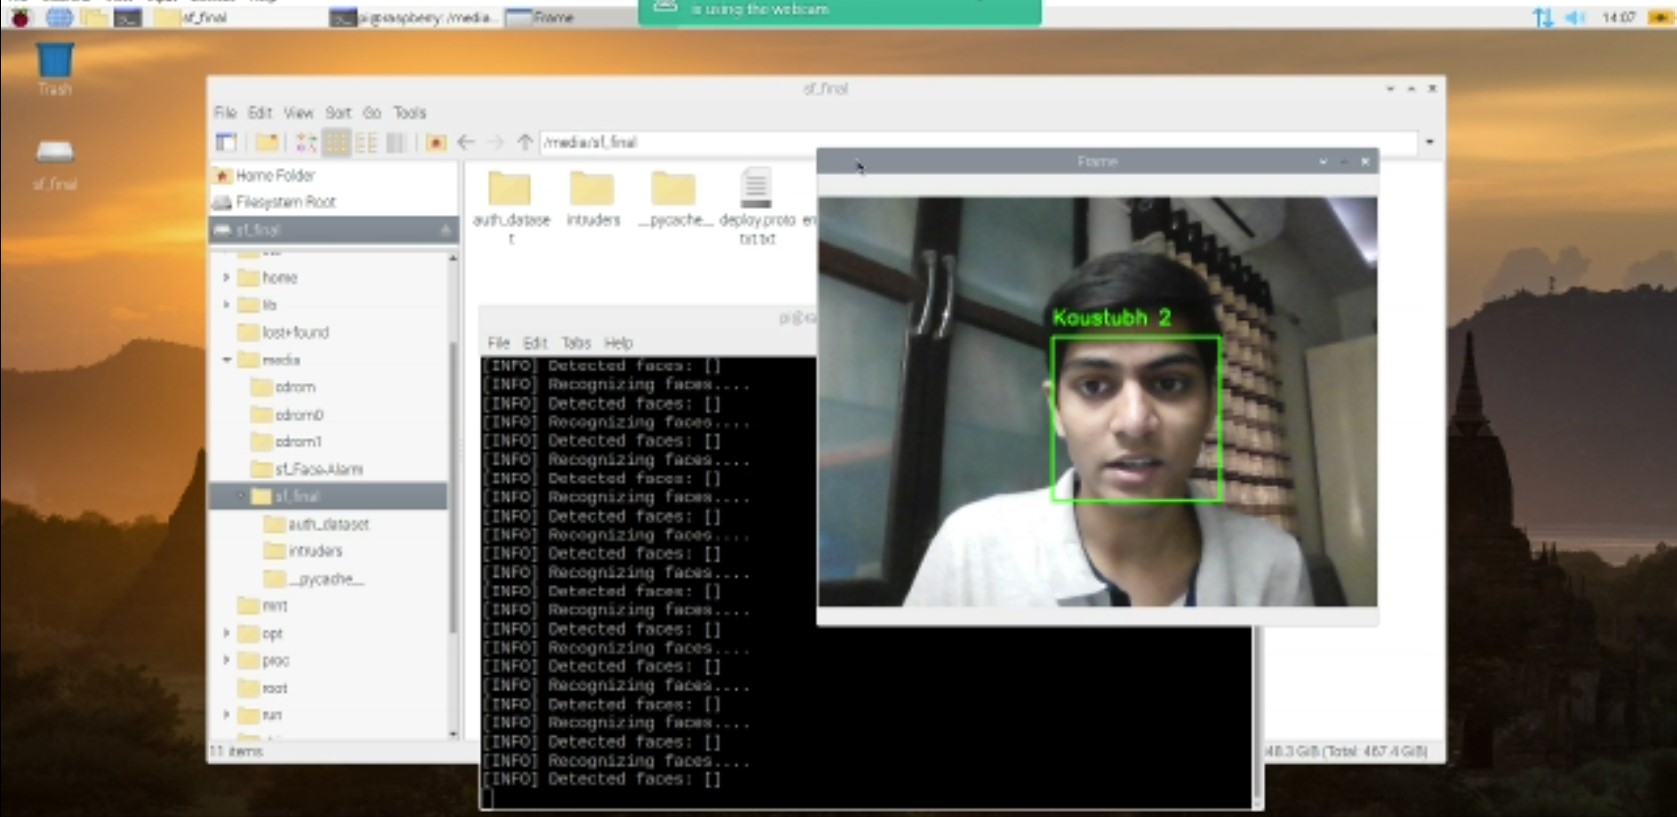 sf_final
pi@raspberry: /media...
Frame
is using the webcam
14:07
Trash
sf_final
sf_final
File Edit View Sort Go Tools
/media/sf_final
Home Folder
Filesystem Root
sf_final
home
lib
lost+found
media
cdrom
cdrom0
cdrom1
sf_Face-Alarm
sf_final
auth_dataset
intruders
__pycache__
mnt
opt
proc
root
run
11 items
auth_datase
t
intruders
__pycache__
deploy.proto
txt.txt
File Edit Tabs Help
[INFO] Detected faces: []
[INFO] Recognizing faces....
[INFO] Detected faces: []
[INFO] Recognizing faces....
[INFO] Detected faces: []
[INFO] Recognizing faces....
[INFO] Detected faces: []
[INFO] Recognizing faces....
[INFO] Detected faces: []
[INFO] Recognizing faces....
[INFO] Detected faces: []
[INFO] Recognizing faces....
[INFO] Detected faces: []
[INFO] Recognizing faces....
[INFO] Detected faces: []
[INFO] Recognizing faces....
[INFO] Detected faces: []
[INFO] Recognizing faces....
[INFO] Detected faces: []
[INFO] Recognizing faces....
[INFO] Detected faces: []
[INFO] Recognizing faces....
[INFO] Detected faces: []
Frame
Kaustubh 2
48.3 GiB (Total: 467.4 GiB)